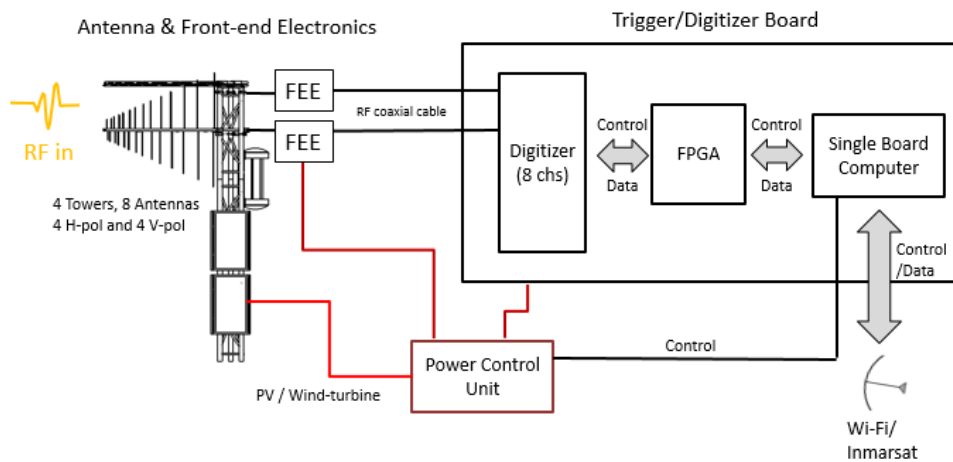 Antenna & Front-end Electronics
Trigger/Digitizer Board
RF in
FEE
FEE
RF coaxial cable
4 Towers, 8 Antennas
4 H-pol and 4 V-pol
Digitizer
(8 chs)
Control
Data
FPGA
Control
Data
Single Board
Computer
Control
/Data
Power Control
Unit
Control
PV / Wind-turbine
Wi-Fi/
Inmarsat